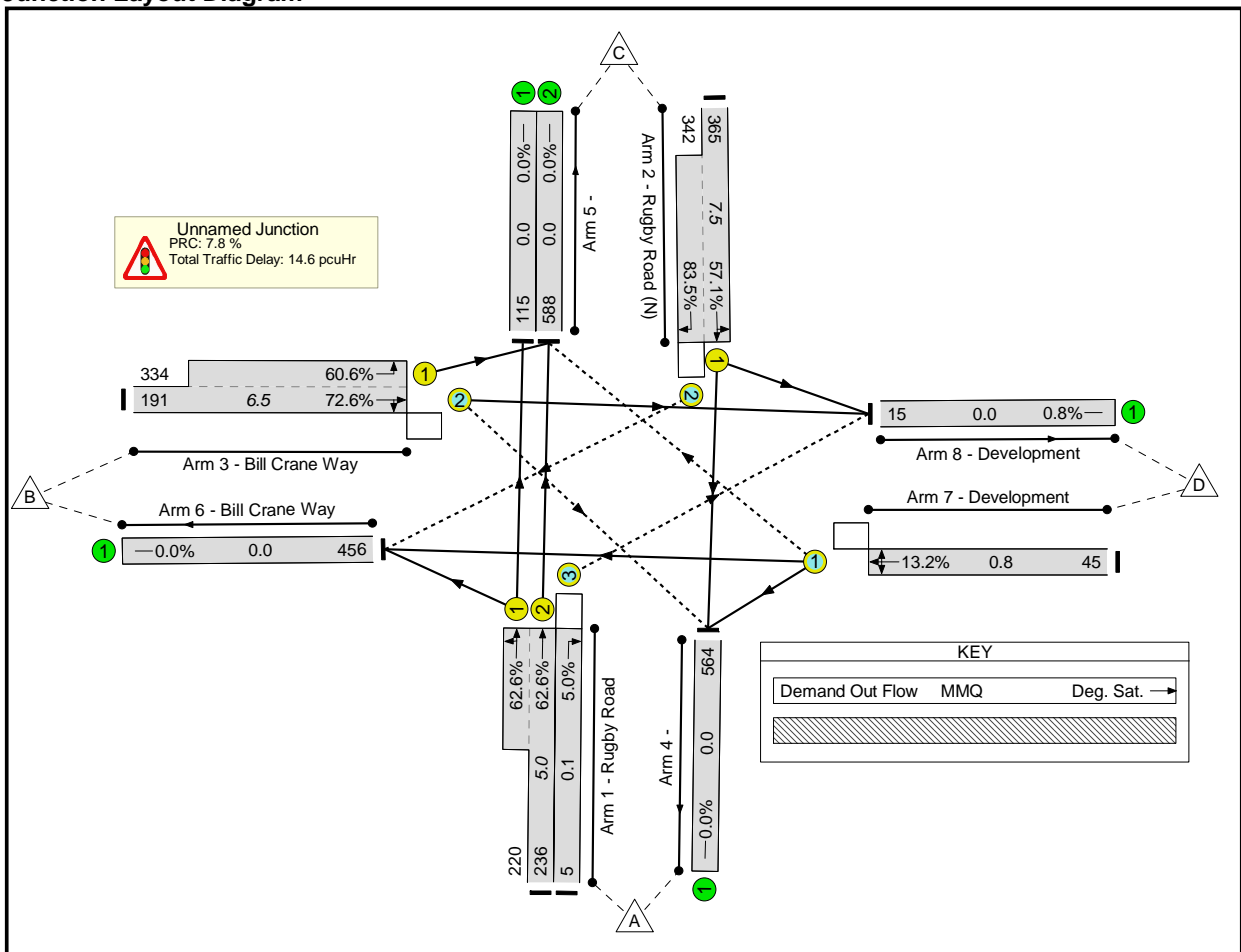 Junction Layout Diagram
C
1
2
0.0%
0.0%
0.0
0.0
115
588
Arm 5 -
Arm 2 - Rugby Road (N)
342
365
7.5
83.5%
57.1%
Unnamed Junction
PRC: 7.8 %
Total Traffic Delay: 14.6 pcuHr
334
60.6%
191
6.5
72.6%
1
2
2
1
Arm 3 - Bill Crane Way
15
0.0
0.8%
1
Arm 8 - Development
B
D
Arm 6 - Bill Crane Way
Arm 7 - Development
1
0.0%
0.0
456
1
13.2%
0.8
45
3
1
2
62.6%
62.6%
5.0%
5.0
0.1
220
236
5
Arm 1 - Rugby Road
Arm 4 -
564
0.0
0.0%
1
A
KEY
Demand Out Flow MMQ Deg. Sat.